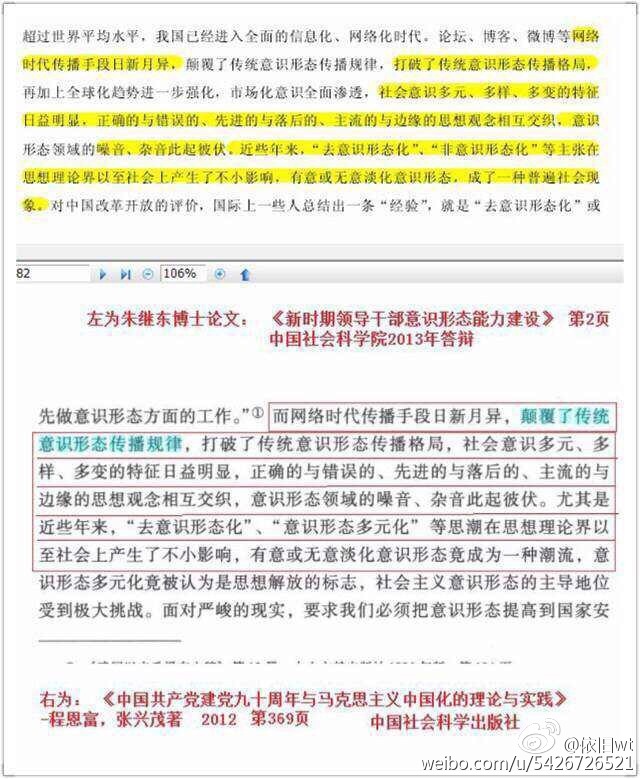 超过世界平均水平，我国已经进入全面的信息化、网络化时代。论坛、博客、微博等网络
时代传播手段日新月异，颠覆了传统意识形态传播规律，打破了传统意识形态传播格局，
再加上全球化趋势进一步强化，市场化意识全面渗透，社会意识多元、多样、多变的特征
日益明显，正确的与错误的、先进的与落后的、主流的与边缘的思想观念相互交织，意识
形态领域的噪音、杂音此起彼伏。近些年来，“去意识形态化”、“非意识形态化”等主张在
思想理论界以至社会上产生了不小影响，有意或无意淡化意识形态，成了一种普遍社会现
象。对中国改革开放的评价，国际上一些人总结出一条“经验”，就是“去意识形态化”或
82
106%
左为朱继东博士论文：《新时期领导干部意识形态能力建设》 第2页
中国社会科学院2013年答辩
先做意识形态方面的工作。”①而网络时代传播手段日新月异，颠覆了传统
意识形态传播规律，打破了传统意识形态传播格局，社会意识多元、多
样、多变的特征日益明显，正确的与错误的、先进的与落后的、主流的与
边缘的思想观念相互交织，意识形态领域的噪音、杂音此起彼伏。尤其是
近些年来，“去意识形态化”、“意识形态多元化”等思潮在思想理论界以
至社会上产生了不小影响，有意或无意淡化意识形态竟成为一种潮流，意
识形态多元化竟被认为是思想解放的标志，社会主义意识形态的主导地位
受到极大挑战。面对严峻的现实，要求我们必须把意识形态提高到国家安
右为：《中国共产党建党九十周年与马克思主义中国化的理论与实践》
-程恩富，张兴茂著 2012 第369页 中国社会科学出版社
@依旧wt
weibo.com/u/5426726521